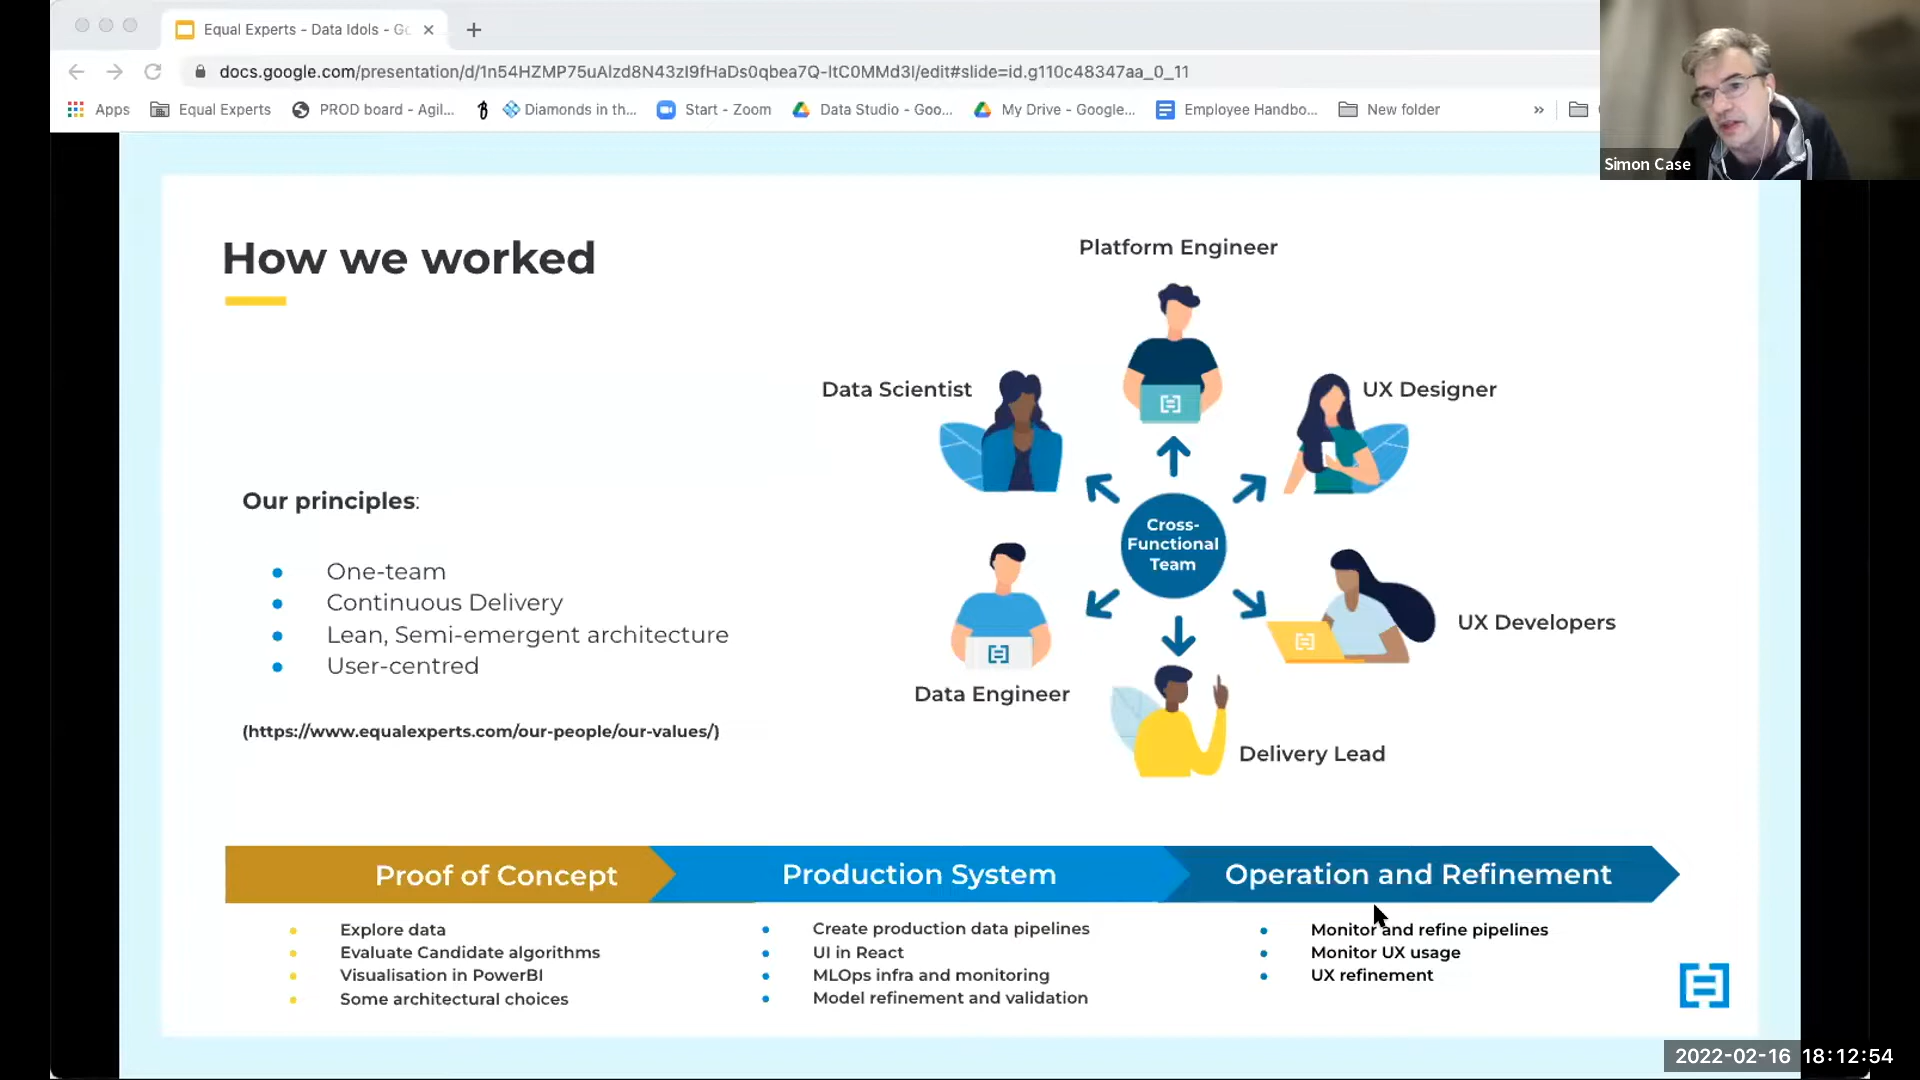 Equal Experts - Data Idols - Go
docs.google.com/presentation/d/1n54HZMP75uAlzd8N43zI9fHaDs0qbea7Q-ltC0MMd3I/edit#slide=id.g110c48347aa_0_11
Apps
Equal Experts
PROD board - Agil...
Diamonds in th...
Start - Zoom
Data Studio - Goo...
My Drive - Google...
Employee Handbo...
New folder
»
Simon Case
How we worked
Platform Engineer
Data Scientist
UX Designer
Cross-
Functional
Team
Our principles:
One-team
Continuous Delivery
Lean, Semi-emergent architecture
User-centred
(https://www.equalexperts.com/our-people/our-values/)
UX Developers
Data Engineer
Delivery Lead
Proof of Concept
Explore data
Evaluate Candidate algorithms
Visualisation in PowerBI
Some architectural choices
Production System
Create production data pipelines
UI in React
MLOps infra and monitoring
Model refinement and validation
Operation and Refinement
Monitor and refine pipelines
Monitor UX usage
UX refinement
2022-02-16 18:12:54